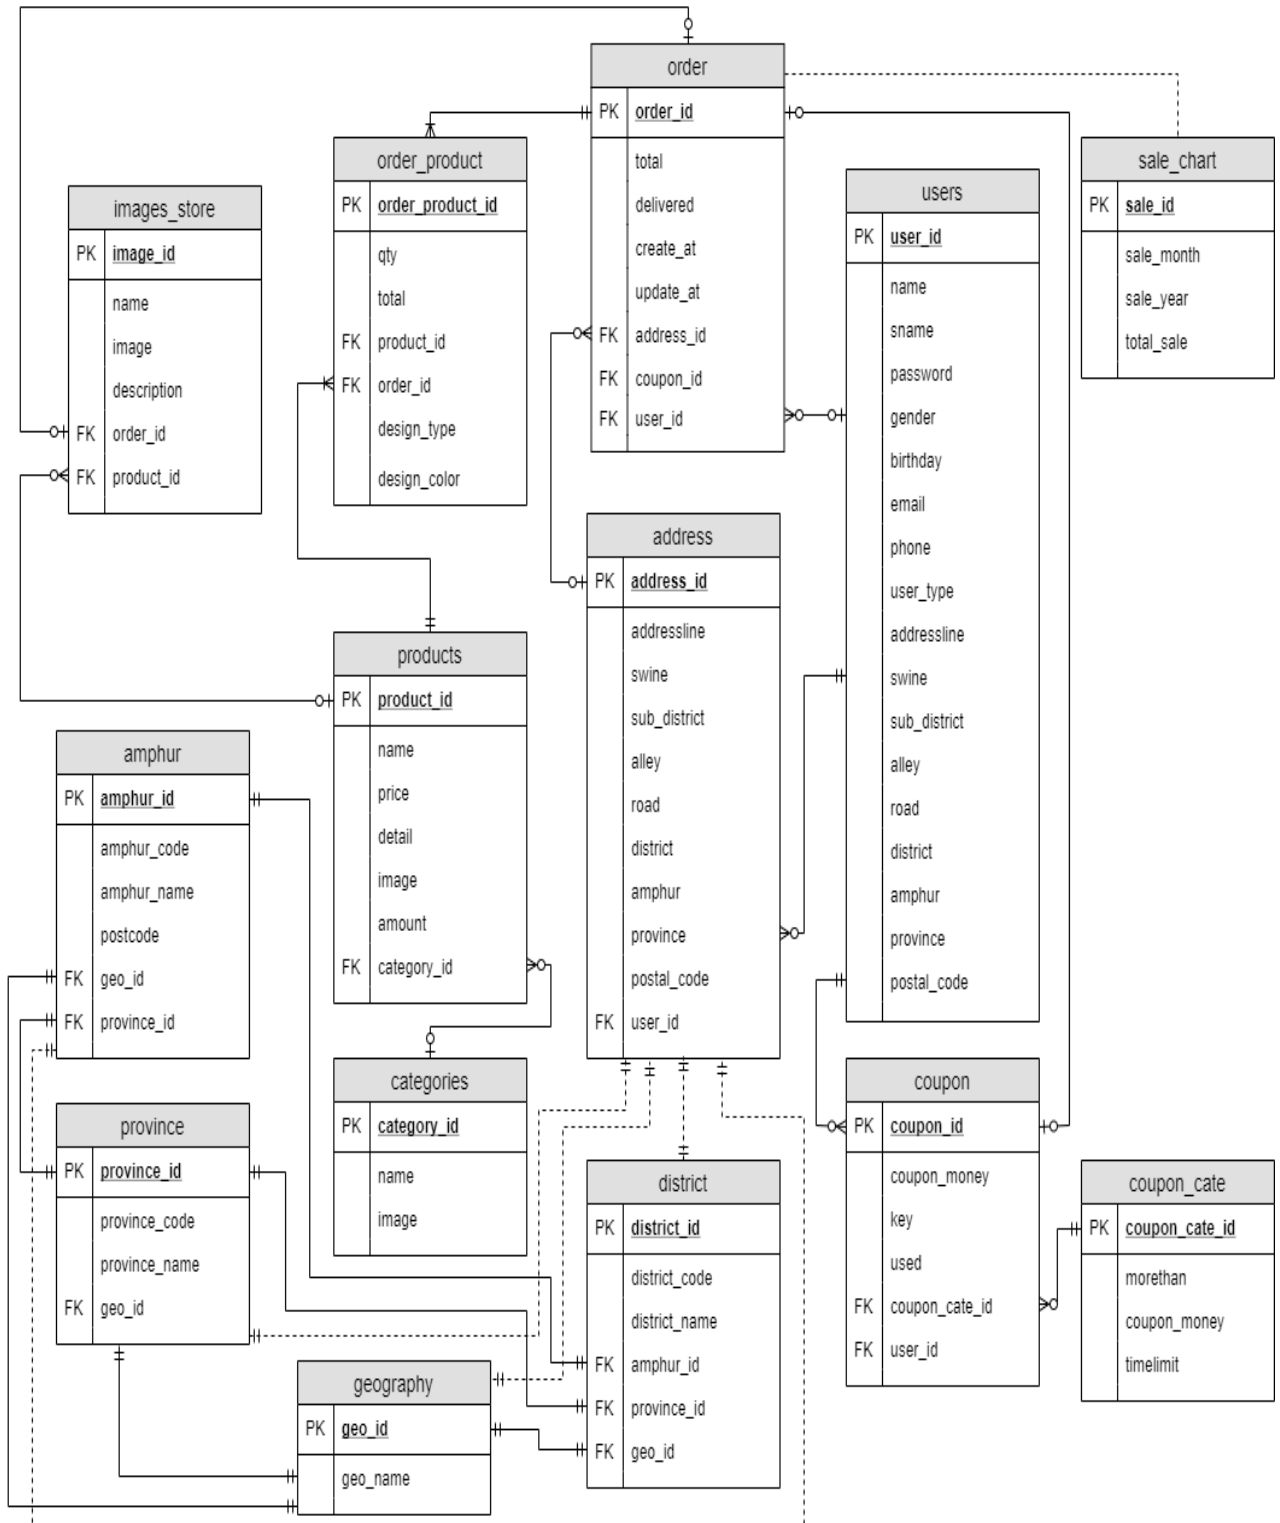 order
PK order_id
total
delivered
create_at
update_at
FK address_id
FK coupon_id
FK user_id
order_product
PK order_product_id
qty
total
FK product_id
FK order_id
design_type
design_color
sale_chart
PK sale_id
sale_month
sale_year
total_sale
users
PK user_id
name
sname
password
gender
birthday
email
phone
user_type
addressline
swine
sub_district
alley
road
district
amphur
province
postal_code
images_store
PK image_id
name
image
description
FK order_id
FK product_id
address
PK address_id
addressline
swine
sub_district
alley
road
district
amphur
province
postal_code
FK user_id
products
PK product_id
name
price
detail
image
amount
FK category_id
amphur
PK amphur_id
amphur_code
amphur_name
postcode
FK geo_id
FK province_id
categories
PK category_id
name
image
coupon
PK coupon_id
coupon_money
key
used
FK coupon_cate_id
FK user_id
province
PK province_id
province_code
province_name
FK geo_id
district
PK district_id
district_code
district_name
FK amphur_id
FK province_id
FK geo_id
coupon_cate
PK coupon_cate_id
morethan
coupon_money
timelimit
geography
PK geo_id
geo_name